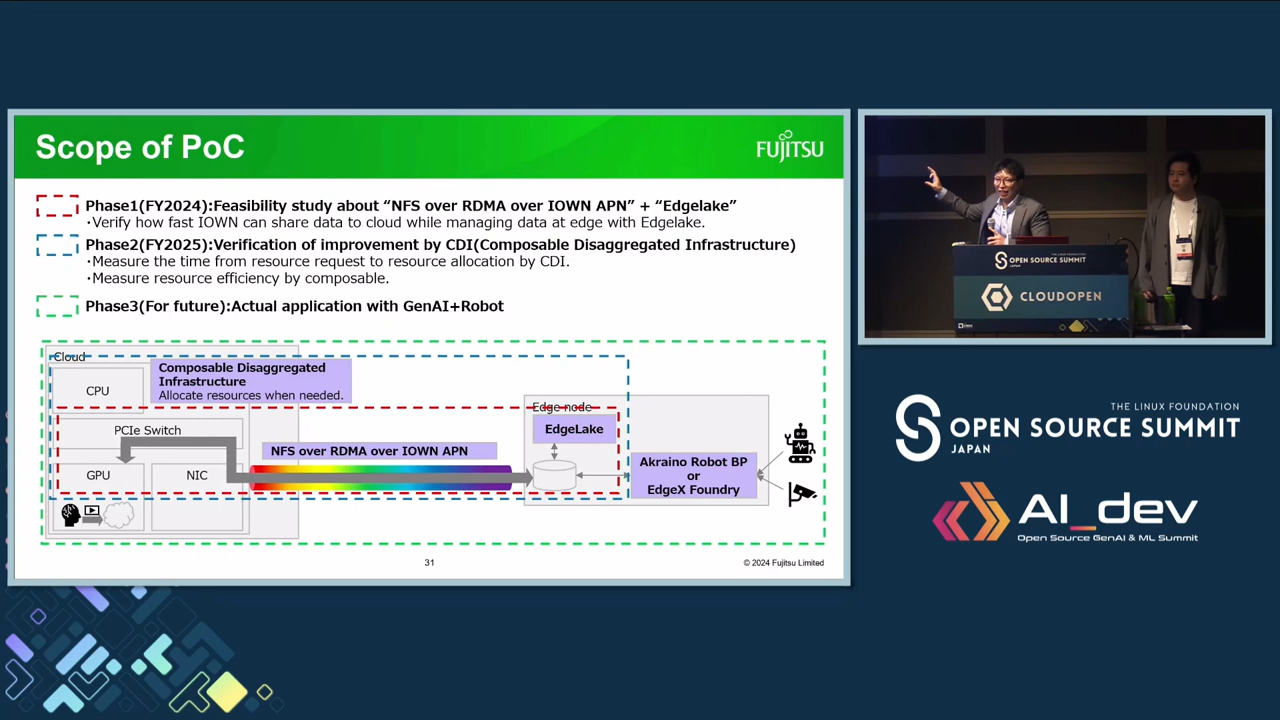 Scope of PoC
FUJITSU
Phase1(FY2024):Feasibility study about “NFS over RDMA over IOWN APN” + “Edgelake”
・Verify how fast IOWN can share data to cloud while managing data at edge with Edgelake.
Phase2(FY2025):Verification of improvement by CDI(Composable Disaggregated Infrastructure)
・Measure the time from resource request to resource allocation by CDI.
・Measure resource efficiency by composable.
Phase3(For future):Actual application with GenAI+Robot
Cloud
Composable Disaggregated
Infrastructure
Allocate resources when needed.
CPU
PCIe Switch
GPU
NIC
NFS over RDMA over IOWN APN
Edge node
EdgeLake
Akraino Robot BP
or
EdgeX Foundry
31
© 2024 Fujitsu Limited
OPEN SOURCE SUMMIT
JAPAN
CLOUDOPEN
THE LINUX FOUNDATION
OPEN SOURCE SUMMIT
JAPAN
AI_dev
Open Source GenAI & ML Summit